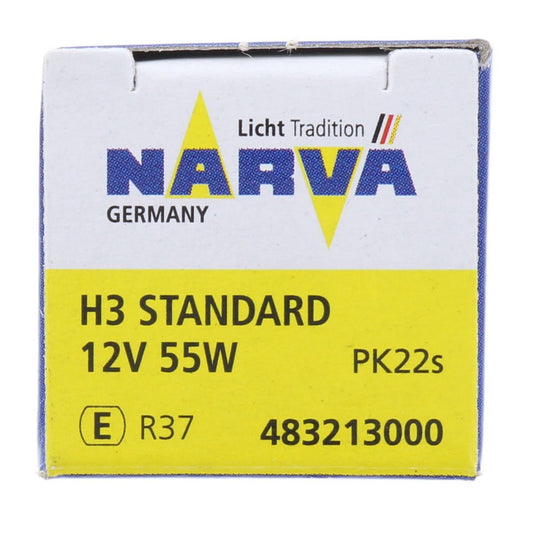 Licht Tradition
NARVA
GERMANY
H3 STANDARD
12V 55W PK22s
E R37 483213000